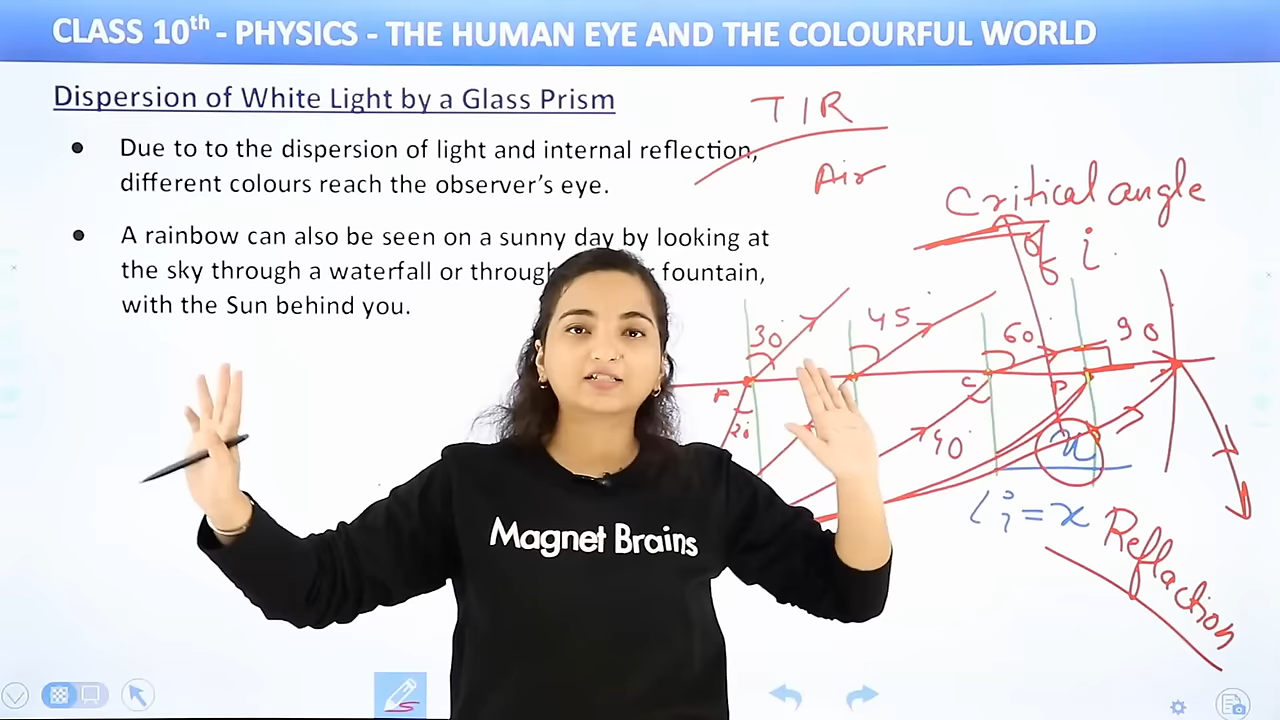 CLASS 10th - PHYSICS - THE HUMAN EYE AND THE COLOURFUL WORLD
Dispersion of White Light by a Glass Prism
Due to to the dispersion of light and internal reflection,
different colours reach the observer's eye.
A rainbow can also be seen on a sunny day by looking at
the sky through a waterfall or through fountain,
with the Sun behind you.
TIR
Air
Critical angle
i
30
45
60
90
r
C
P
20
40
x
∠i = x
Reflaction
Magnet Brains